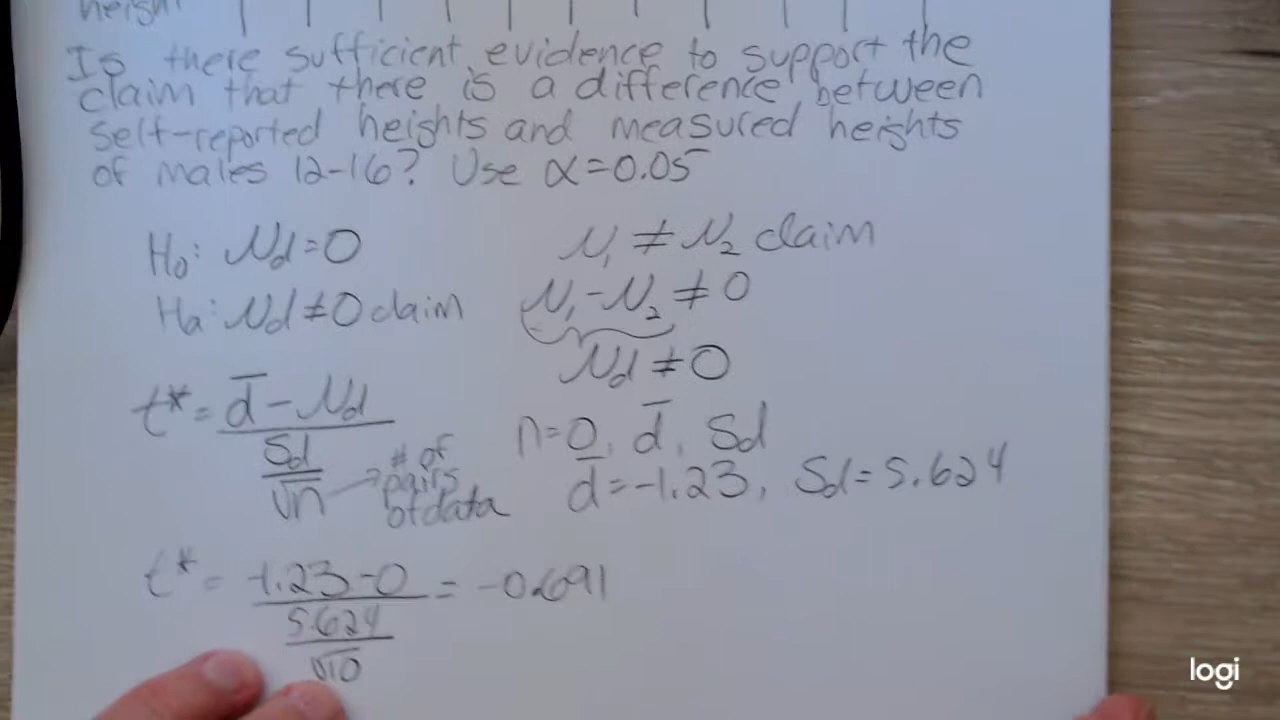 height
Is there sufficient evidence to support the
claim that there is a difference between
self-reported heights and measured heights
of males 12-16? Use α=0.05
H₀: μd=0
Ha: μd≠0 claim
μ₁ ≠ μ₂ claim
μ₁-μ₂ ≠ 0
μd ≠ 0
t* = (d̄ - μd)/(Sd/√n) → # of
pairs
of data
n=0, d̄, Sd
d̄=-1.23, Sd=5.624
t* = (-1.23-0)/(5.624/√10) = -0.691
logi